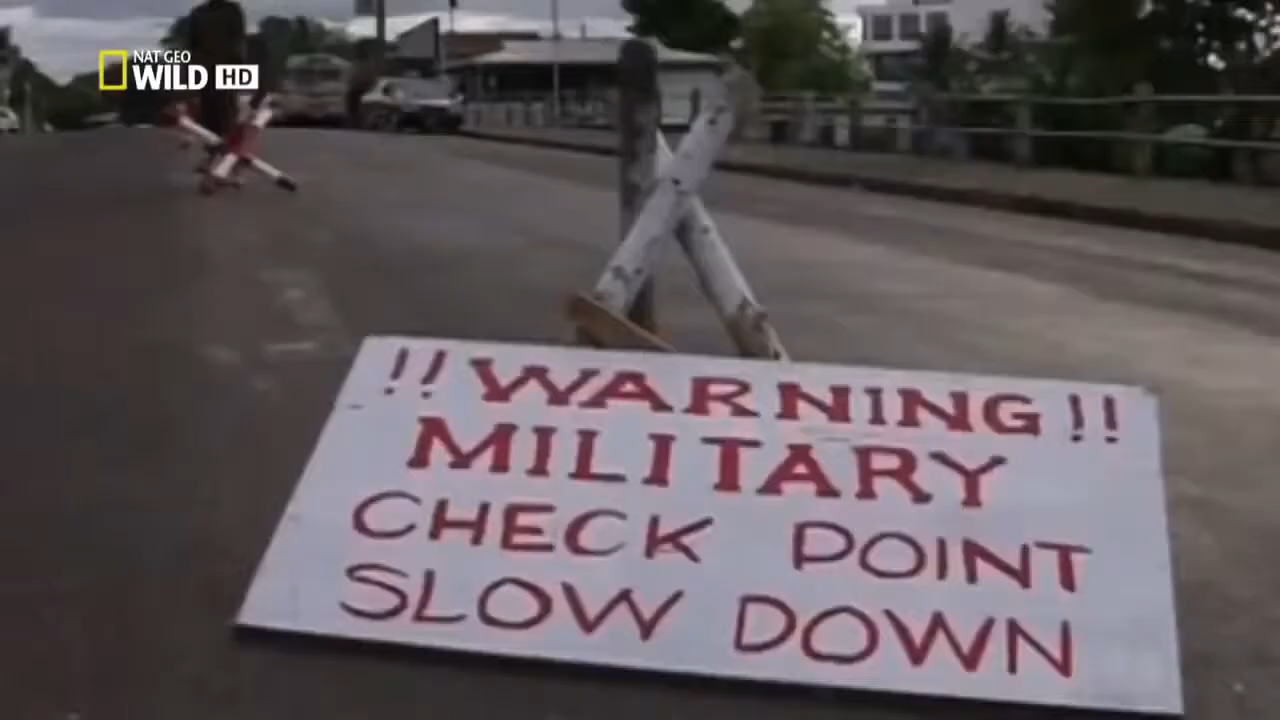 NAT GEO
WILD HD
!! WARNING !!
MILITARY
CHECK POINT
SLOW DOWN